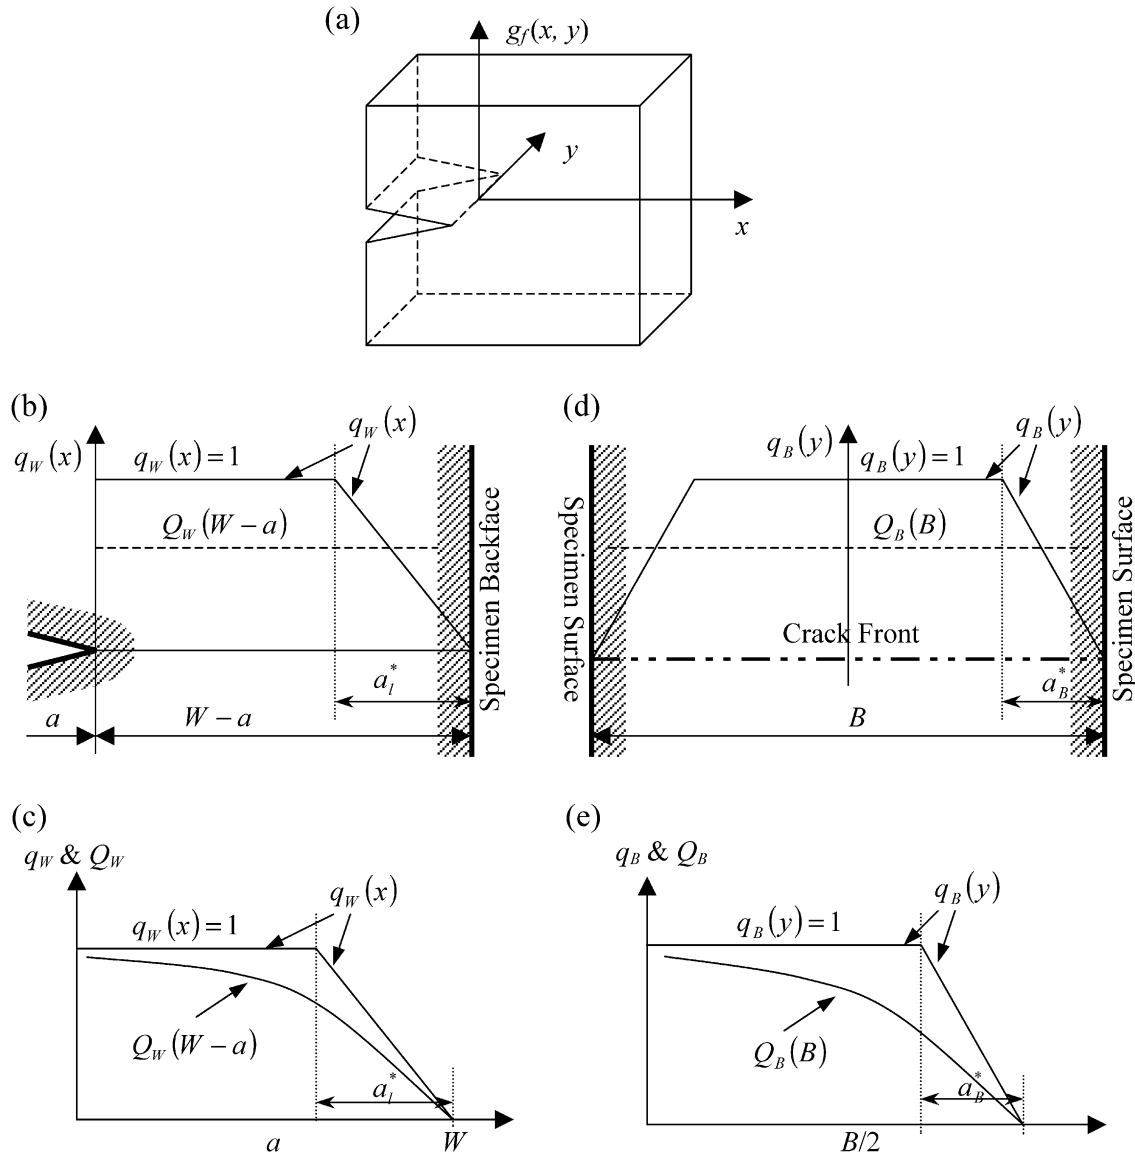 (a)
g_f(x, y)
y
x
(b)
q_W(x)
q_W(x)
q_W(x) = 1
Q_W(W − a)
Specimen Backface
a_l^*
a
W − a
(d)
q_B(y)
q_B(y)
q_B(y) = 1
Q_B(B)
Specimen Surface
Specimen Surface
Crack Front
a_B^*
B
(c)
q_W & Q_W
q_W(x)
q_W(x) = 1
Q_W(W − a)
a_l^*
a
W
(e)
q_B & Q_B
q_B(y)
q_B(y) = 1
Q_B(B)
a_B^*
B/2